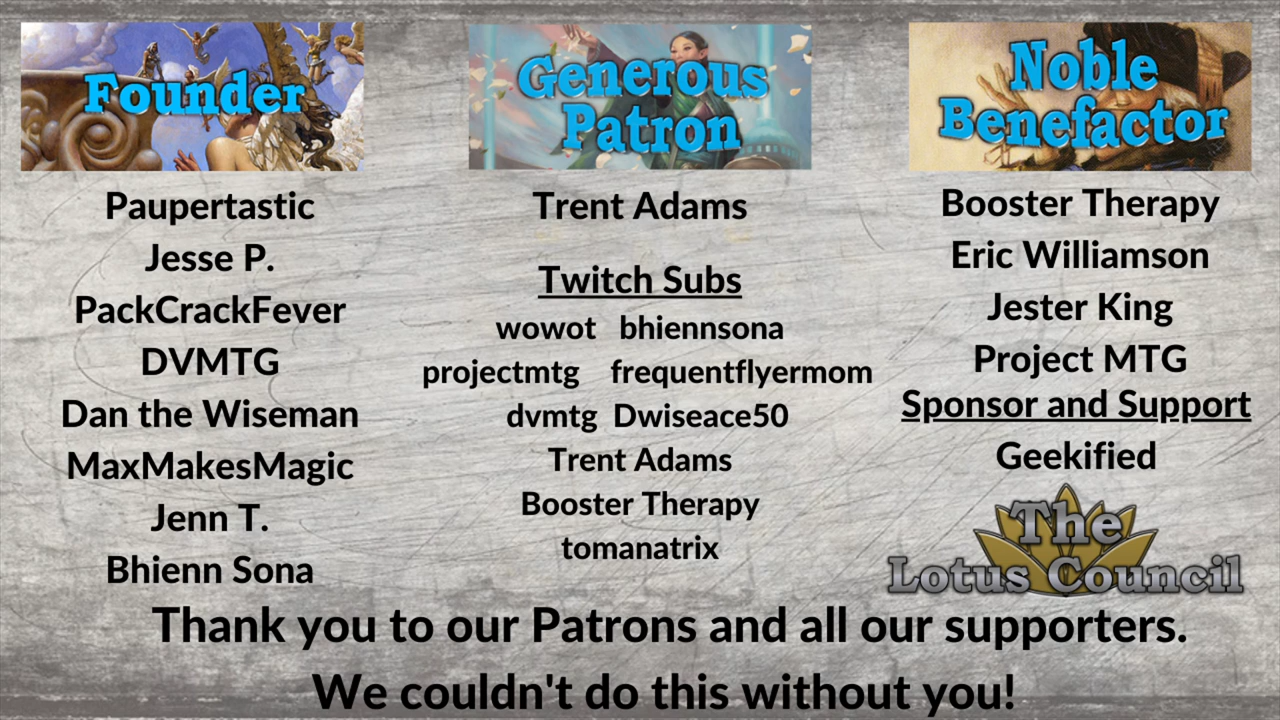 Founder
Paupertastic
Jesse P.
PackCrackFever
DVMTG
Dan the Wiseman
MaxMakesMagic
Jenn T.
Bhienn Sona
Generous
Patron
Trent Adams
Twitch Subs
wowot bhiennsona
projectmtg frequentflyermom
dvmtg Dwiseace50
Trent Adams
Booster Therapy
tomanatrix
Noble
Benefactor
Booster Therapy
Eric Williamson
Jester King
Project MTG
Sponsor and Support
Geekified
The
Lotus Council
Thank you to our Patrons and all our supporters.
We couldn't do this without you!